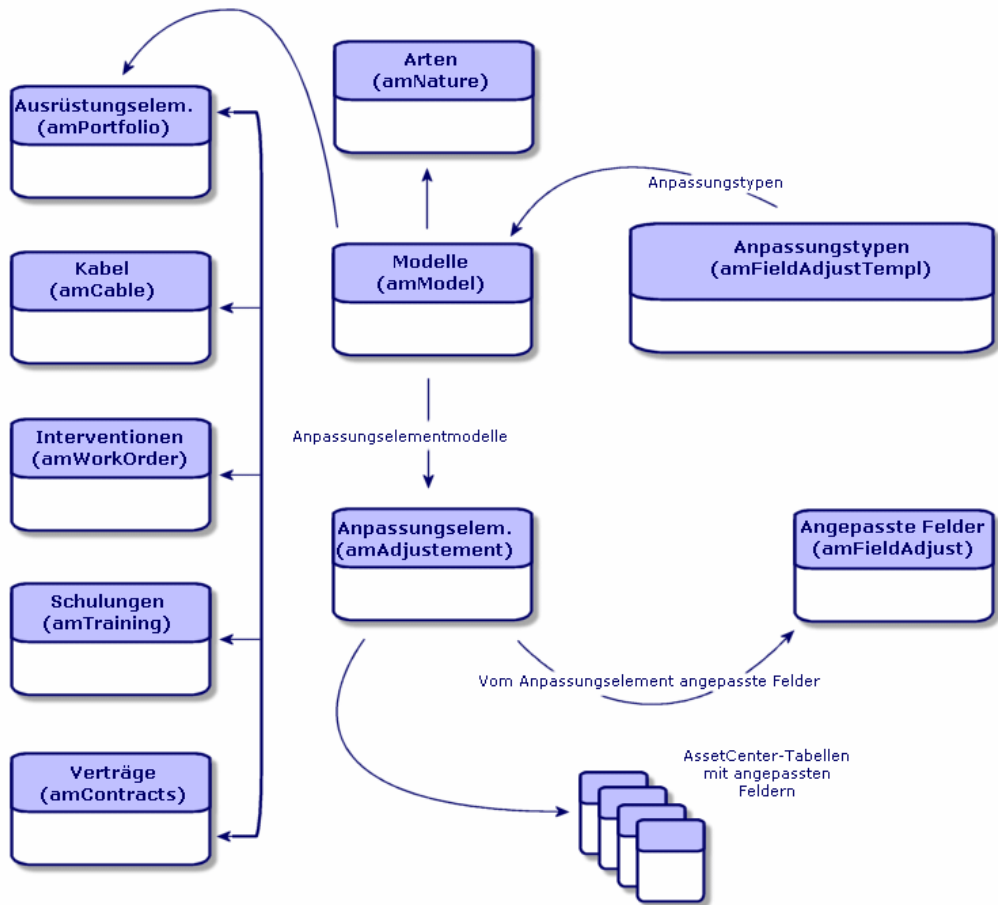 Arten
(amNature)
Ausrüstungselem.
(amPortfolio)
Anpassungstypen
Anpassungstypen
(amFieldAdjustTempl)
Modelle
(amModel)
Kabel
(amCable)
Anpassungselementmodelle
Interventionen
(amWorkOrder)
Anpassungselem.
(amAdjustement)
Angepasste Felder
(amFieldAdjust)
Schulungen
(amTraining)
Vom Anpassungselement angepasste Felder
Verträge
(amContracts)
AssetCenter-Tabellen
mit angepassten
Feldern